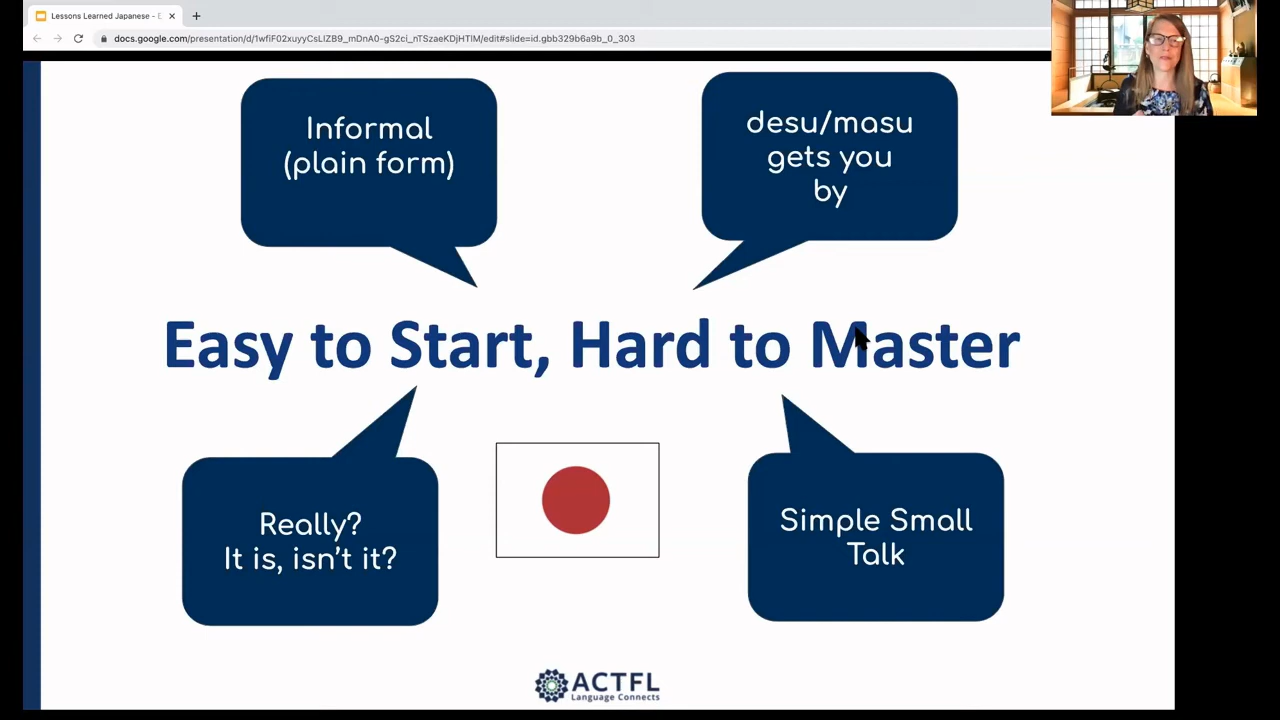 Lessons Learned Japanese - E
docs.google.com/presentation/d/1wfiF02xuyyCsLIZB9_mDnA0-gS2ci_nTSzaeKDjHTlM/edit#slide=id.gbb329b6a9b_0_303
Informal
(plain form)
desu/masu
gets you
by
Easy to Start, Hard to Master
Really?
It is, isn't it?
Simple Small
Talk
ACTFL
Language Connects